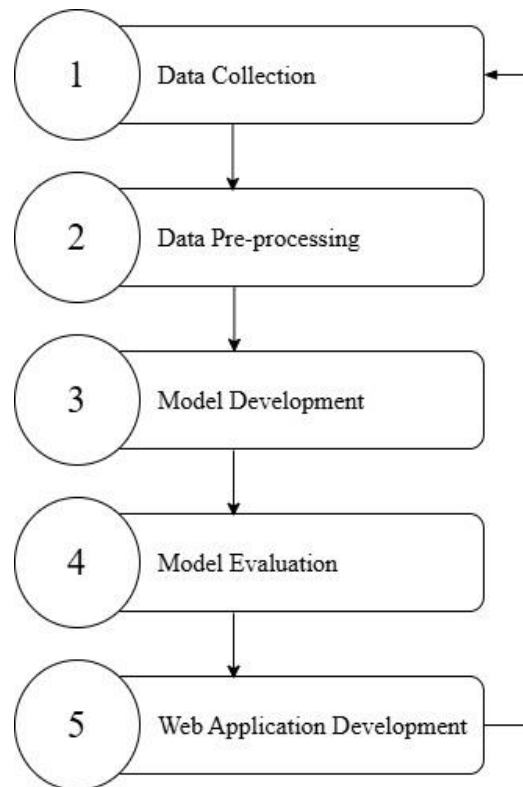 1 Data Collection
2 Data Pre-processing
3 Model Development
4 Model Evaluation
5 Web Application Development